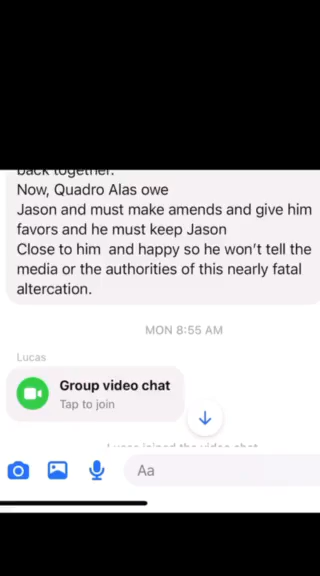 back together.
Now, Quadro Alas owe
Jason and must make amends and give him
favors and he must keep Jason
Close to him and happy so he won't tell the
media or the authorities of this nearly fatal
altercation.
MON 8:55 AM
Lucas
Group video chat
Tap to join
Lucas joined the video chat.
Aa